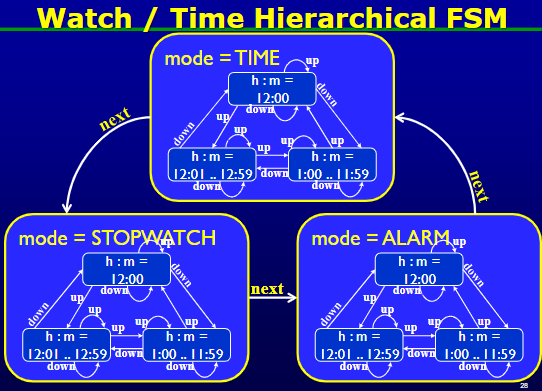 Watch / Time Hierarchical FSM
mode = TIME
up
h : m =
12:00
down
down
up
down
up
up
up
up
h : m =
12:01 .. 12:59
down
down
h : m =
1:00 .. 11:59
down
next
next
mode = STOPWATCH
up
h : m =
12:00
down
down
up
down
up
up
up
up
h : m =
12:01 .. 12:59
down
down
h : m =
1:00 .. 11:59
down
next
mode = ALARM
up
h : m =
12:00
down
down
up
down
up
up
up
up
h : m =
12:01 .. 12:59
down
down
h : m =
1:00 .. 11:59
down
28